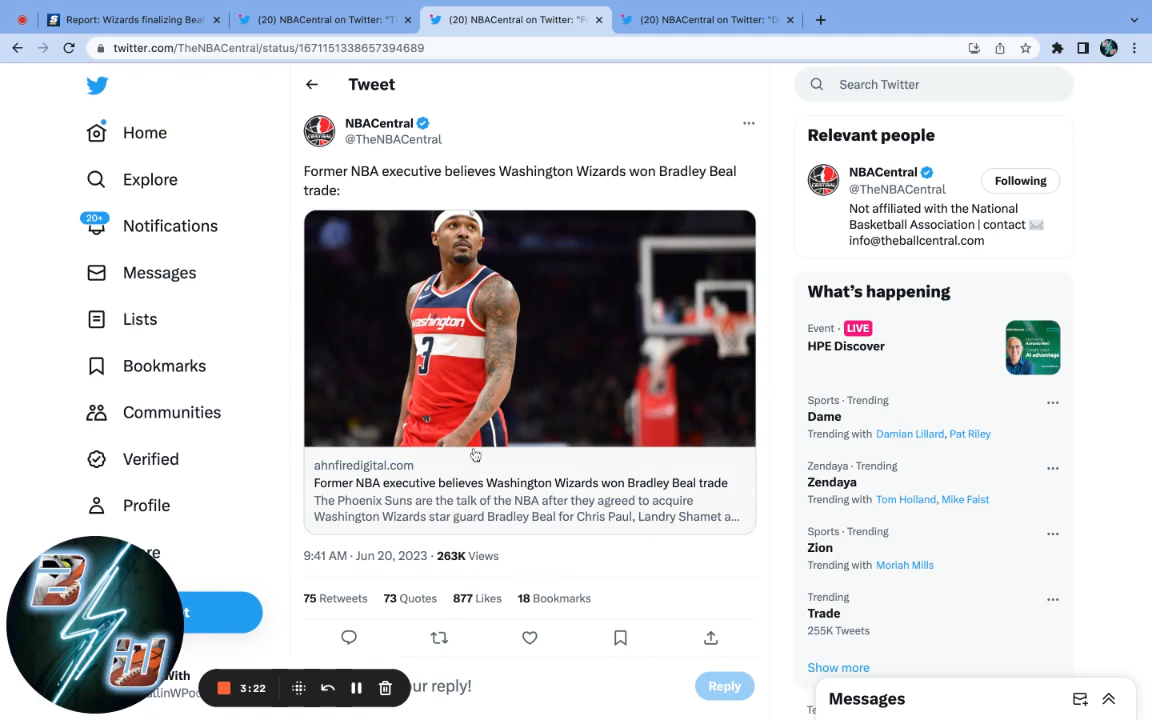 Report: Wizards finalizing Beal
(20) NBACentral on Twitter: "Th
(20) NBACentral on Twitter: "Fo
(20) NBACentral on Twitter: "D
twitter.com/TheNBACentral/status/1671151338657394689
Home
Explore
20+
Notifications
Messages
Lists
Bookmarks
Communities
Verified
Profile
Tweet
NBACentral
@TheNBACentral
Former NBA executive believes Washington Wizards won Bradley Beal
trade:
washington
3
ahnfiredigital.com
Former NBA executive believes Washington Wizards won Bradley Beal trade
The Phoenix Suns are the talk of the NBA after they agreed to acquire
Washington Wizards star guard Bradley Beal for Chris Paul, Landry Shamet a...
9:41 AM · Jun 20, 2023 · 263K Views
75 Retweets 73 Quotes 877 Likes 18 Bookmarks
ur reply!
Reply
Search Twitter
Relevant people
NBACentral
@TheNBACentral
Following
Not affiliated with the National
Basketball Association | contact
info@theballcentral.com
What's happening
Event · LIVE
HPE Discover
Sports · Trending
Dame
Trending with Damian Lillard, Pat Riley
Zendaya · Trending
Zendaya
Trending with Tom Holland, Mike Faist
Sports · Trending
Zion
Trending with Moriah Mills
Trending
Trade
255K Tweets
Show more
Messages
With
3:22